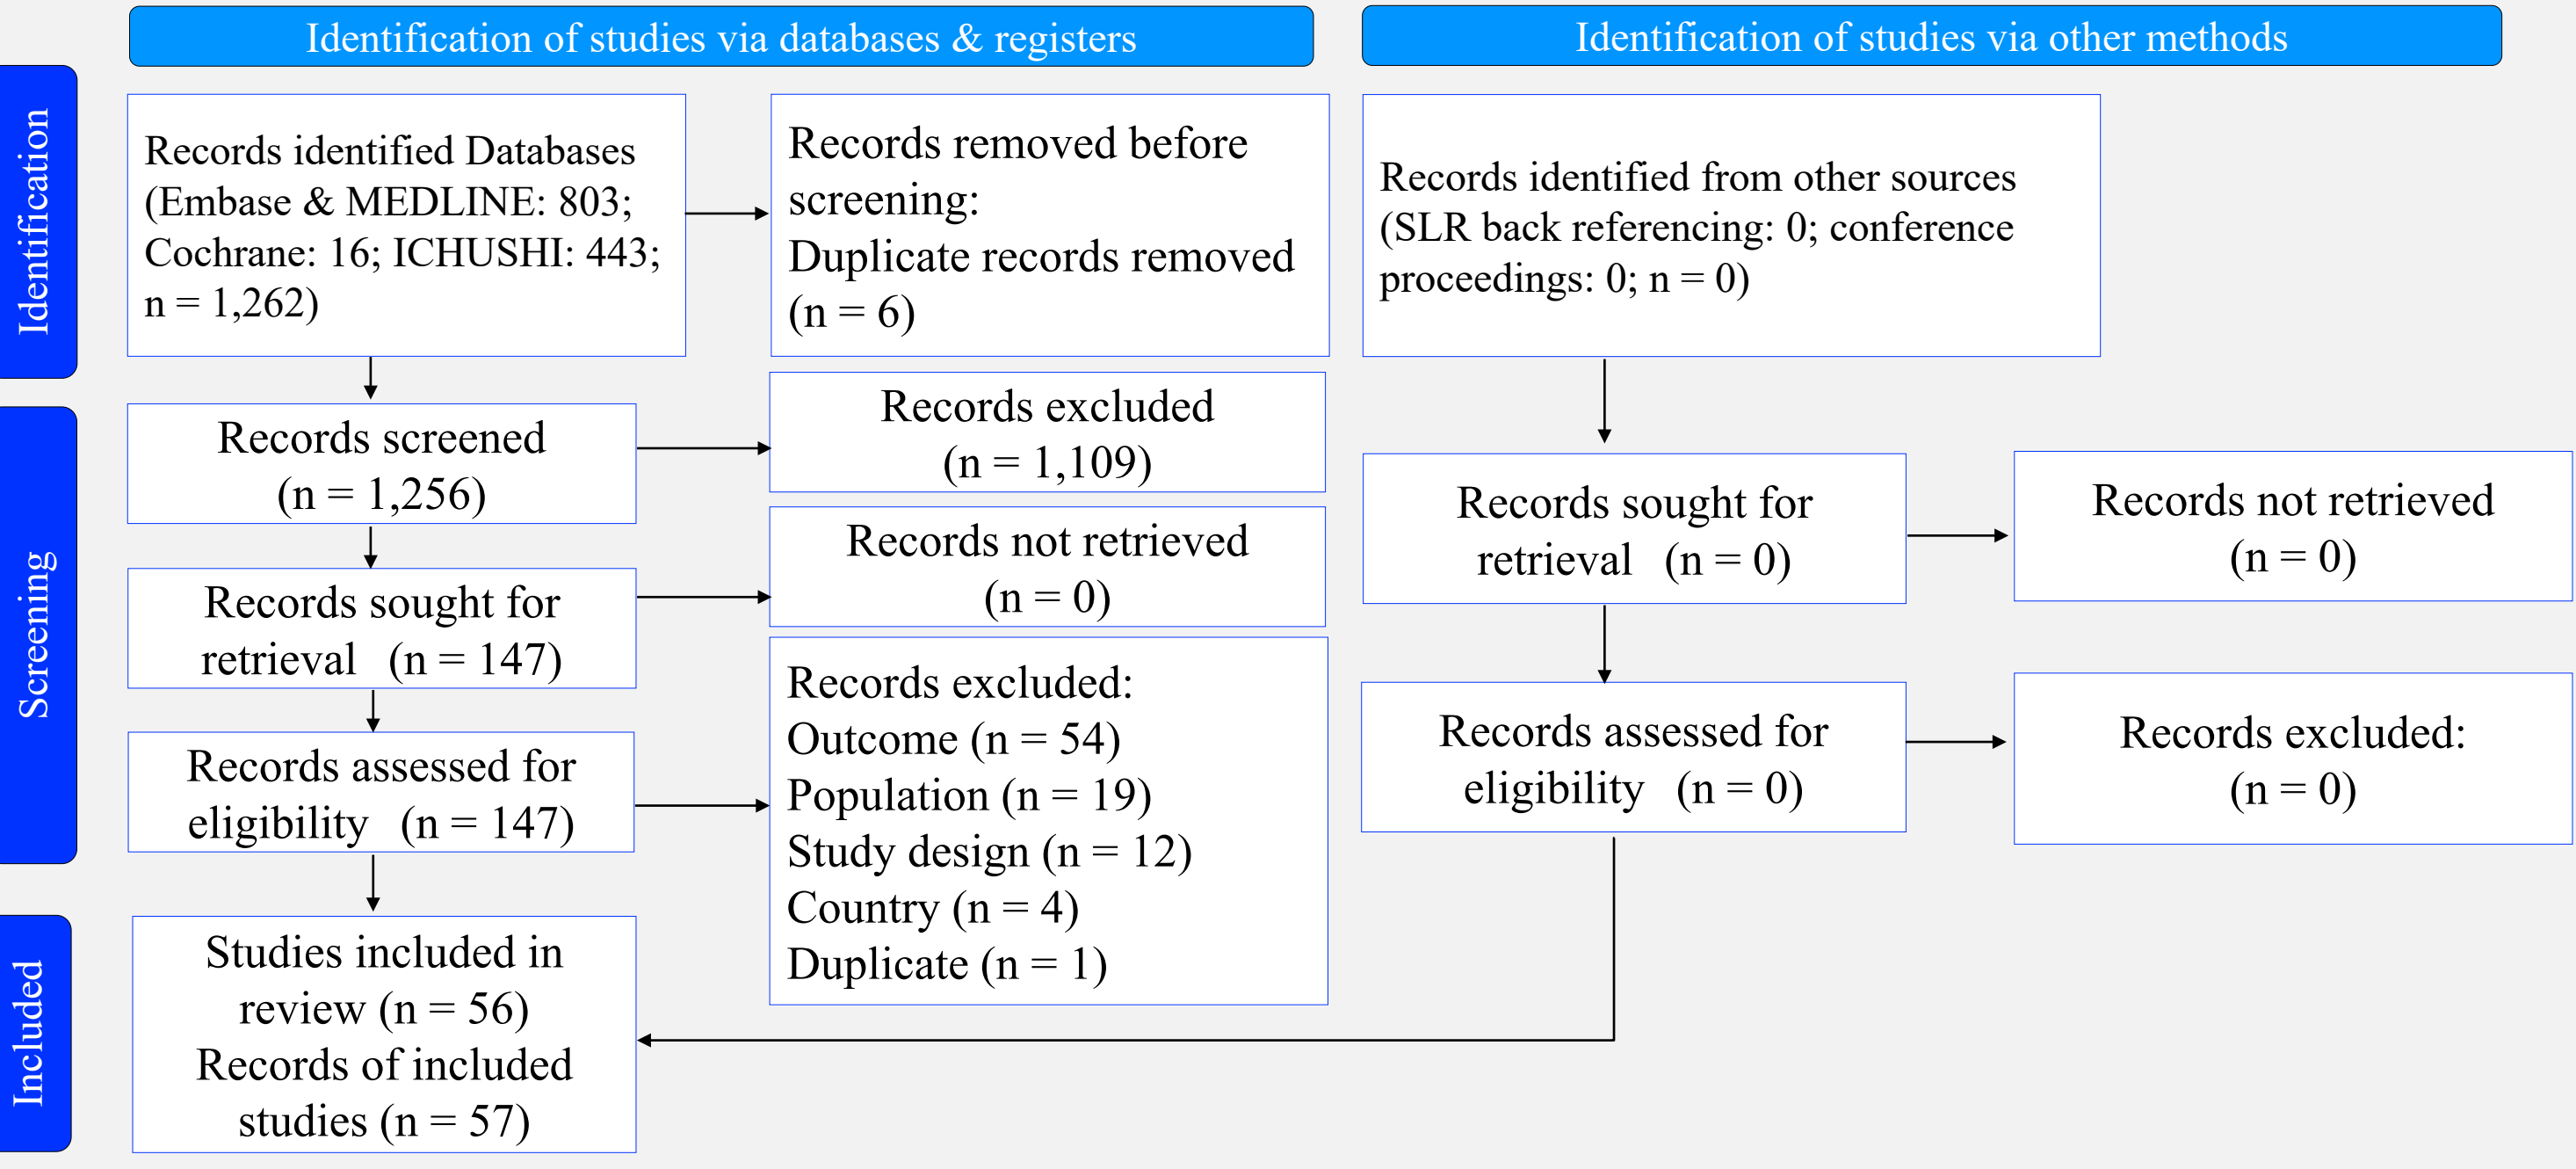 Identification of studies via databases & registers
Identification of studies via other methods
Identification
Records identified Databases
(Embase & MEDLINE: 803;
Cochrane: 16; ICHUSHI: 443;
n = 1,262)
Records removed before
screening:
Duplicate records removed
(n = 6)
Records identified from other sources
(SLR back referencing: 0; conference
proceedings: 0; n = 0)
Screening
Records screened
(n = 1,256)
Records excluded
(n = 1,109)
Records sought for
retrieval (n = 147)
Records not retrieved
(n = 0)
Records assessed for
eligibility (n = 147)
Records excluded:
Outcome (n = 54)
Population (n = 19)
Study design (n = 12)
Country (n = 4)
Duplicate (n = 1)
Records sought for
retrieval (n = 0)
Records not retrieved
(n = 0)
Records assessed for
eligibility (n = 0)
Records excluded:
(n = 0)
Included
Studies included in
review (n = 56)
Records of included
studies (n = 57)